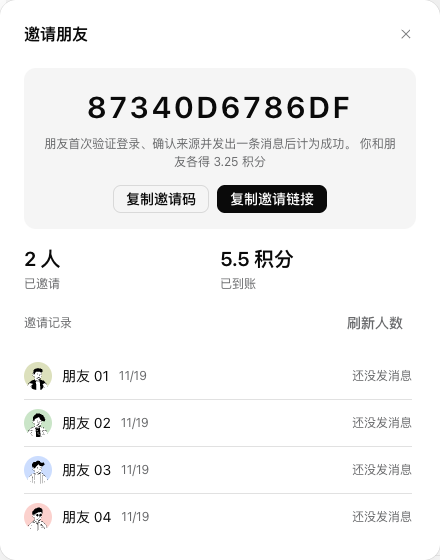 邀请朋友
87340D6786DF
朋友首次验证登录、确认来源并发出一条消息后计为成功。 你和朋
友各得 3.25 积分
复制邀请码 复制邀请链接
2 人 5.5 积分
已邀请 已到账
邀请记录 刷新人数
朋友 01 11/19 还没发消息
朋友 02 11/19 还没发消息
朋友 03 11/19 还没发消息
朋友 04 11/19 还没发消息